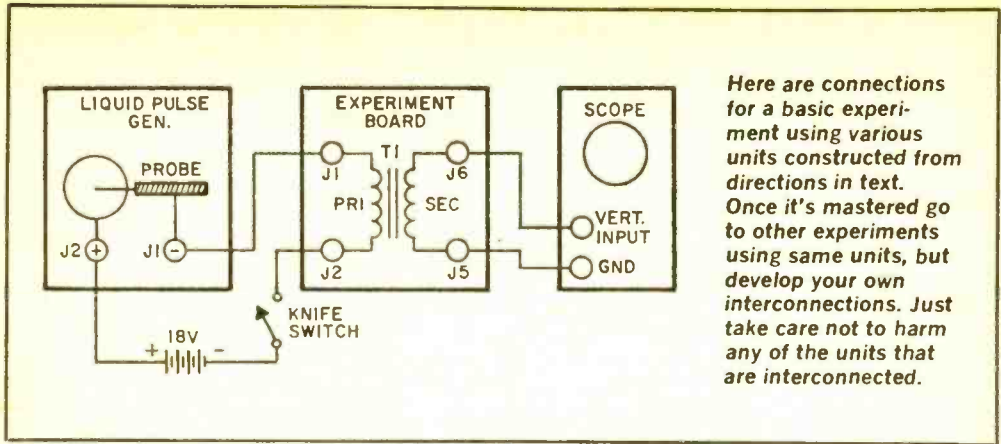 LIQUID PULSE
GEN.
PROBE
J2 +
J1 -
EXPERIMENT
BOARD
T1
J1
J6
PRI
SEC
J2
J5
SCOPE
VERT.
INPUT
GND
KNIFE
SWITCH
18V
+ -
Here are connections
for a basic experi-
ment using various
units constructed from
directions in text.
Once it's mastered go
to other experiments
using same units, but
develop your own
interconnections. Just
take care not to harm
any of the units that
are interconnected.